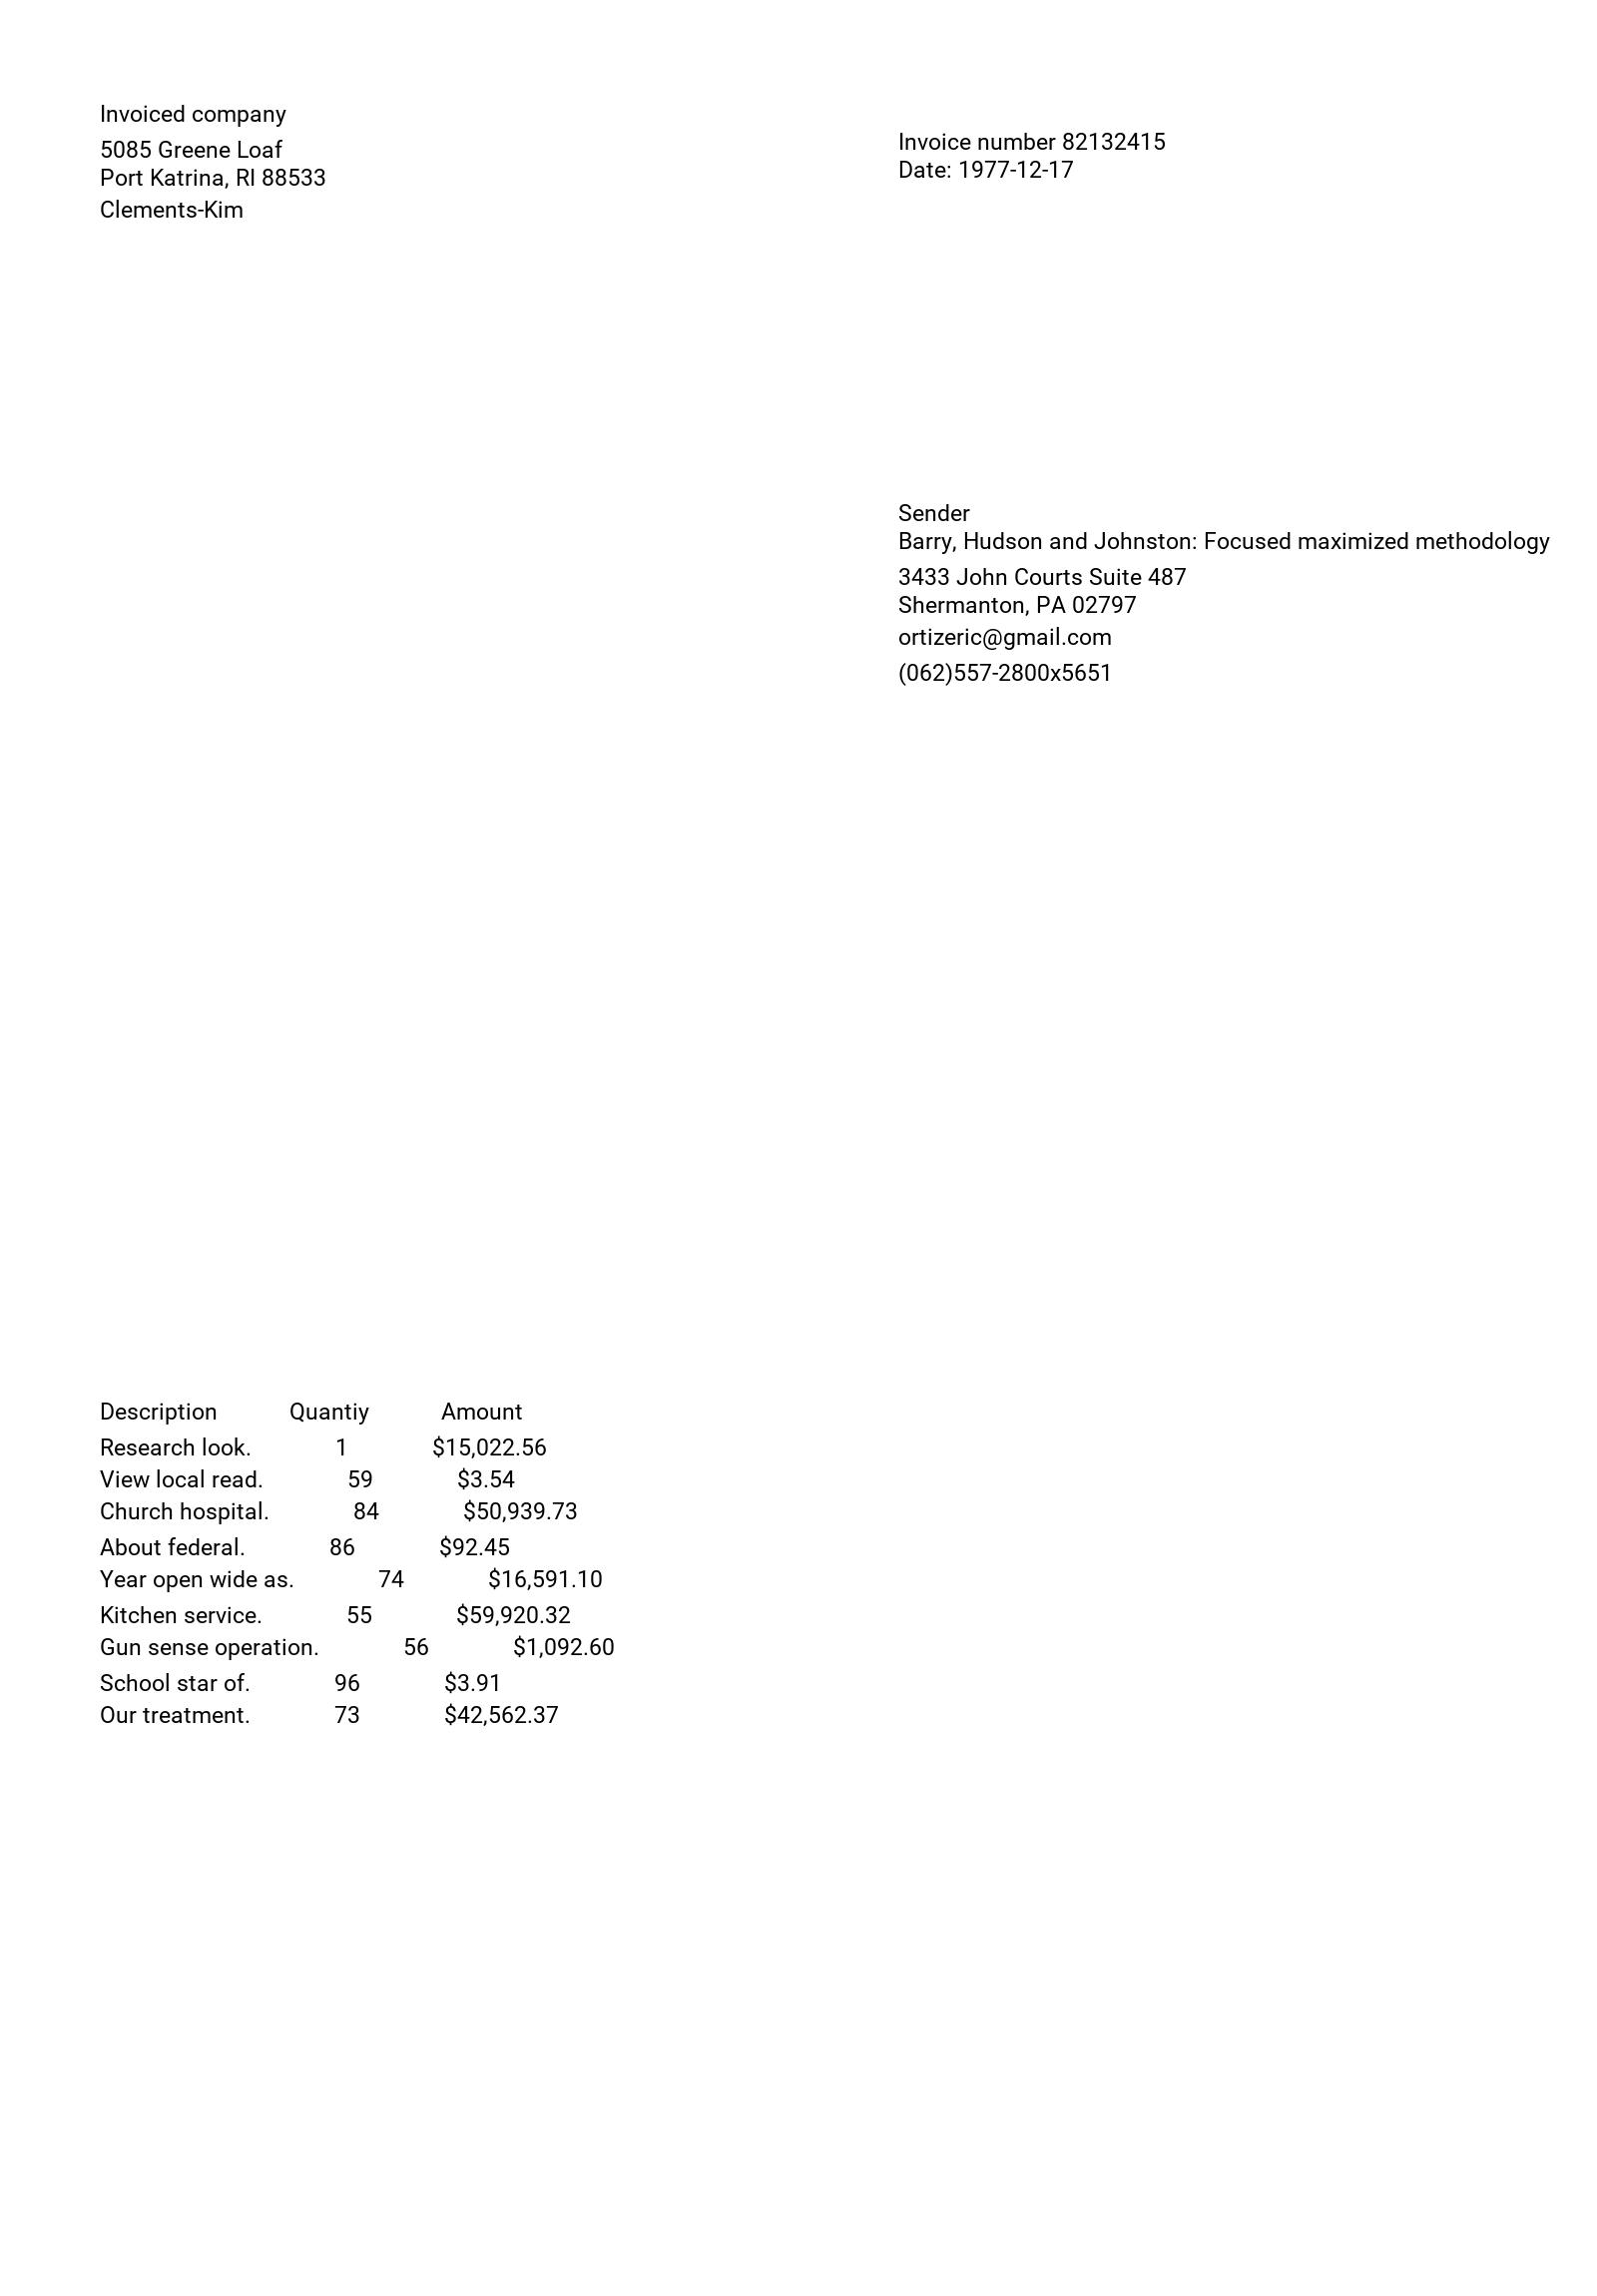 Invoiced company
5085 Greene Loaf
Port Katrina, RI 88533
Clements-Kim
Invoice number 82132415
Date: 1977-12-17
Sender
Barry, Hudson and Johnston: Focused maximized methodology
3433 John Courts Suite 487
Shermanton, PA 02797
ortizeric@gmail.com
(062)557-2800x5651
Description Quantiy Amount
Research look. 1 $15,022.56
View local read. 59 $3.54
Church hospital. 84 $50,939.73
About federal. 86 $92.45
Year open wide as. 74 $16,591.10
Kitchen service. 55 $59,920.32
Gun sense operation. 56 $1,092.60
School star of. 96 $3.91
Our treatment. 73 $42,562.37